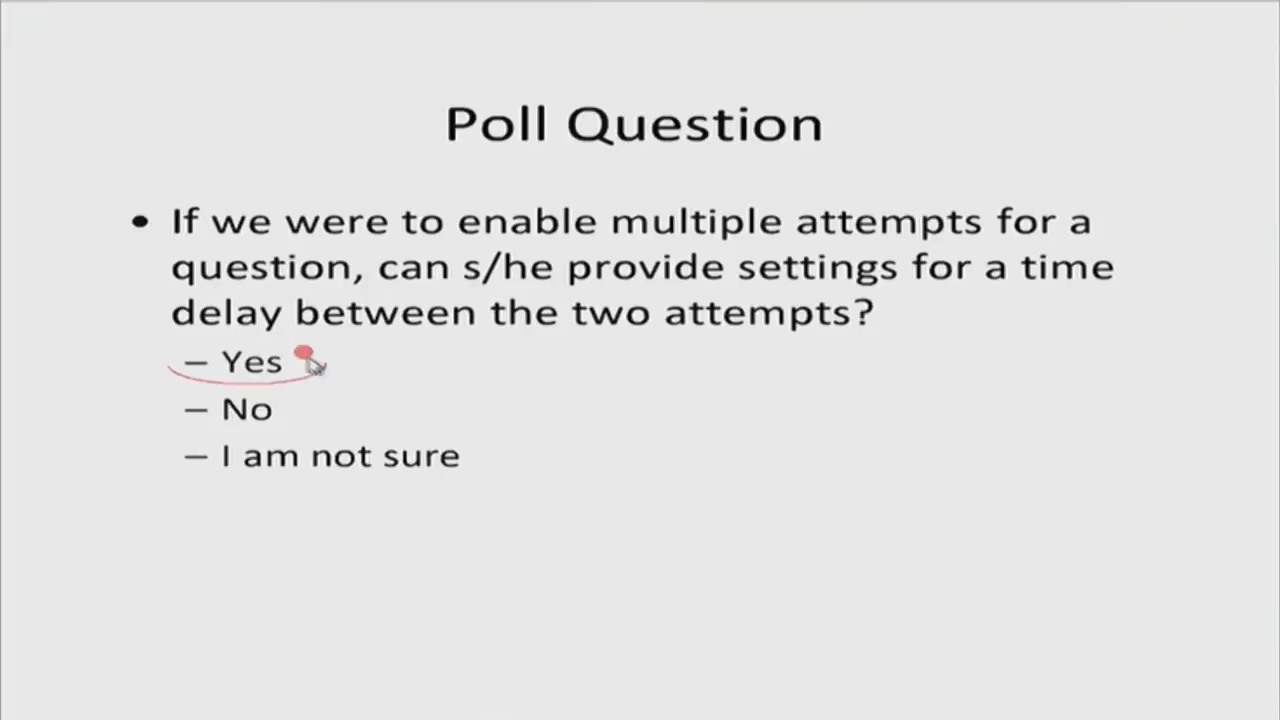 Poll Question
• If we were to enable multiple attempts for a
question, can s/he provide settings for a time
delay between the two attempts?
– Yes
– No
– I am not sure